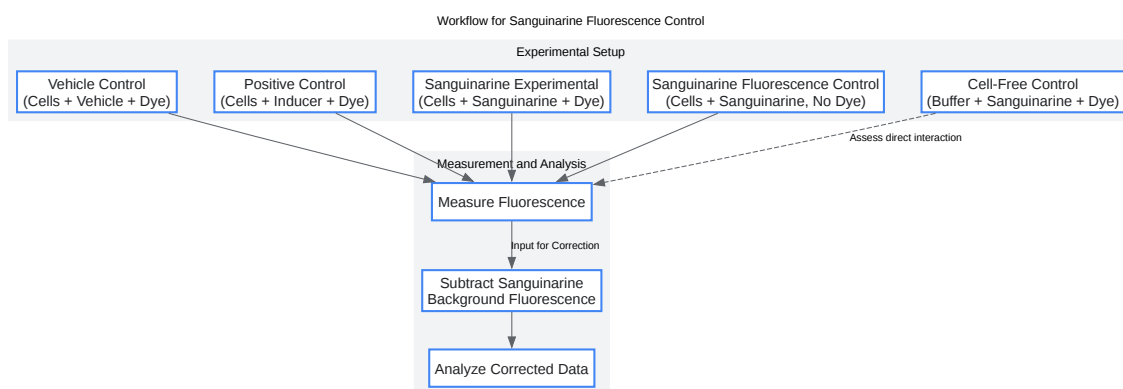 Workflow for Sanguinarine Fluorescence Control
Experimental Setup
Vehicle Control
(Cells + Vehicle + Dye)
Positive Control
(Cells + Inducer + Dye)
Sanguinarine Experimental
(Cells + Sanguinarine + Dye)
Sanguinarine Fluorescence Control
(Cells + Sanguinarine, No Dye)
Cell-Free Control
(Buffer + Sanguinarine + Dye)
Assess direct interaction
Measurement and Analysis
Measure Fluorescence
Input for Correction
Subtract Sanguinarine
Background Fluorescence
Analyze Corrected Data